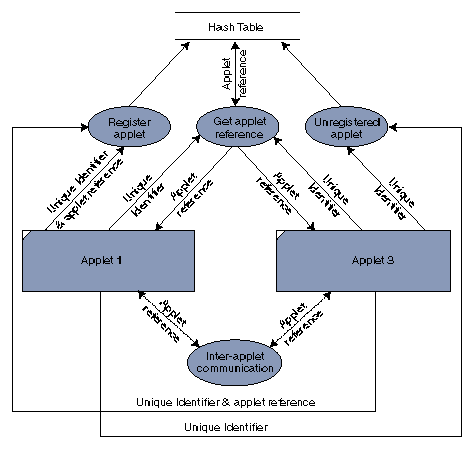 Hash Table
Applet
reference
Register
applet
Get applet
reference
Unregistered
applet
Unique Identifier
& applet reference
Unique
Identifier
Applet
reference
Applet
reference
Unique
Identifier
Unique
Identifier
Applet 1
Applet 3
Applet
reference
Applet
reference
Inter-applet
communication
Unique Identifier & applet reference
Unique Identifier